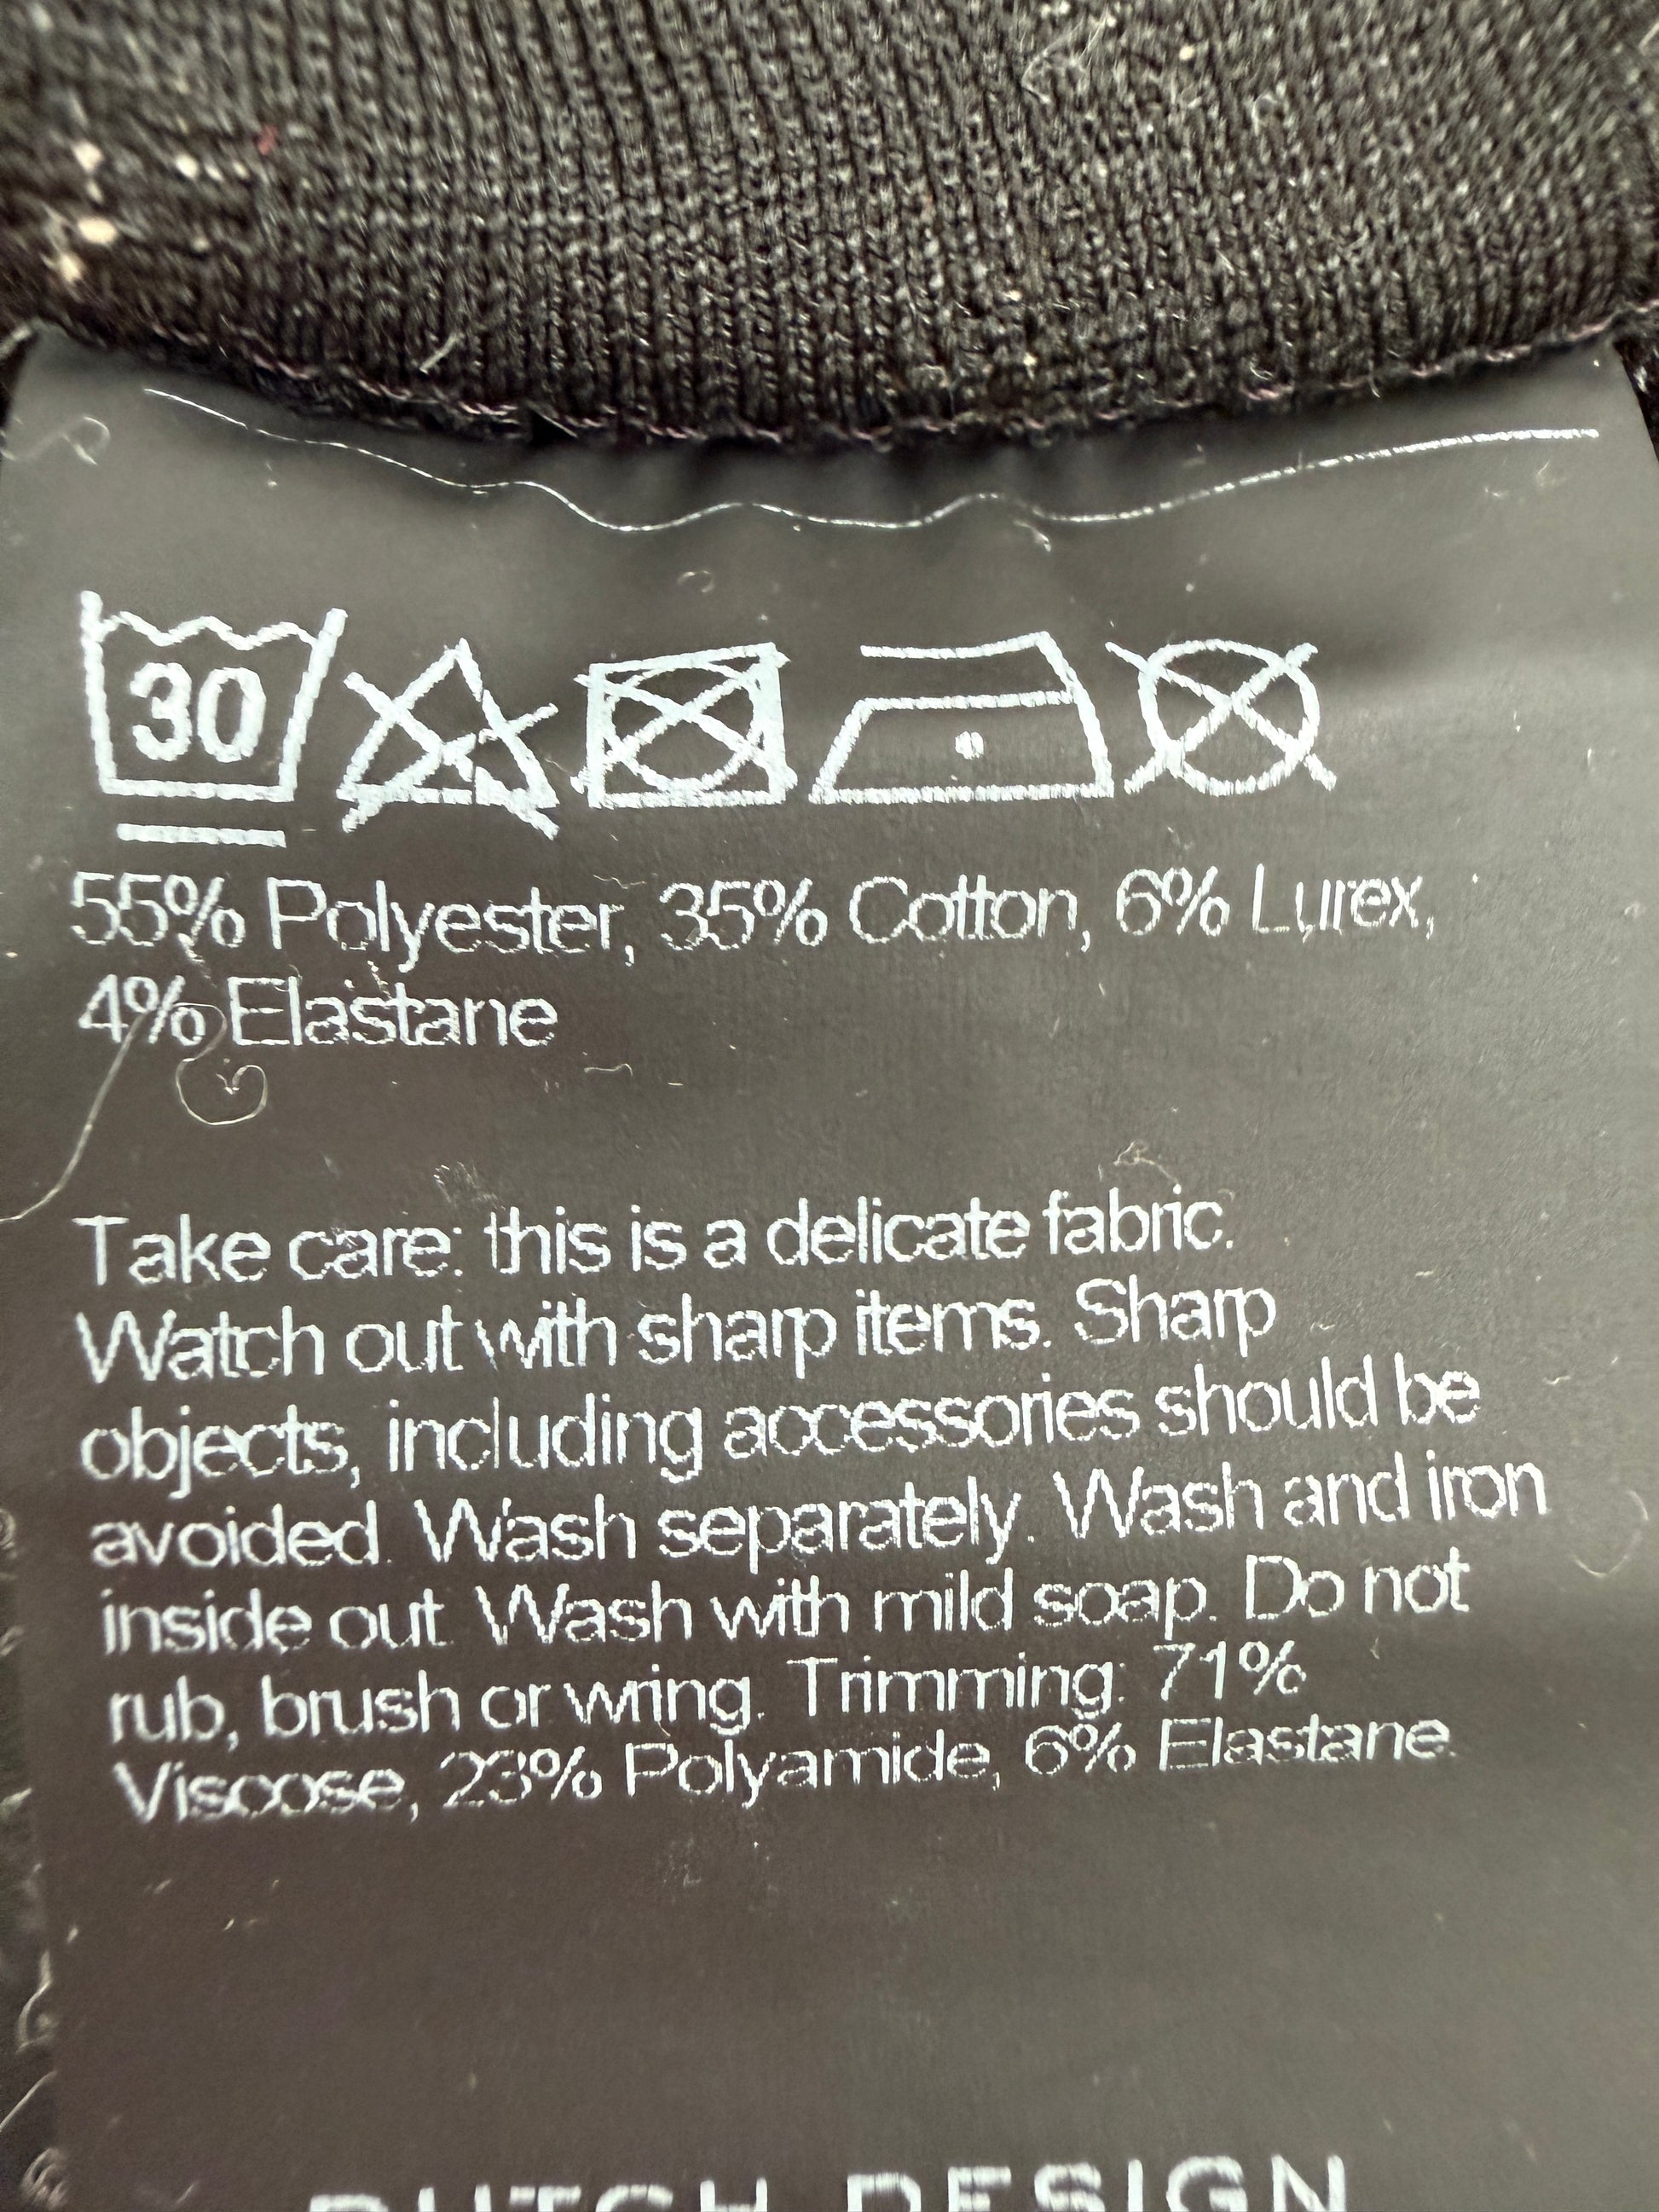 30
55% Polyester, 35% Cotton, 6% Lurex,
4% Elastane
Take care: this is a delicate fabric.
Watch out with sharp items. Sharp
objects, including accessories should be
avoided. Wash separately. Wash and iron
inside out. Wash with mild soap. Do not
rub, brush or wring. Trimming: 71%
Viscose, 23% Polyamide, 6% Elastane.
DUTCH DESIGN